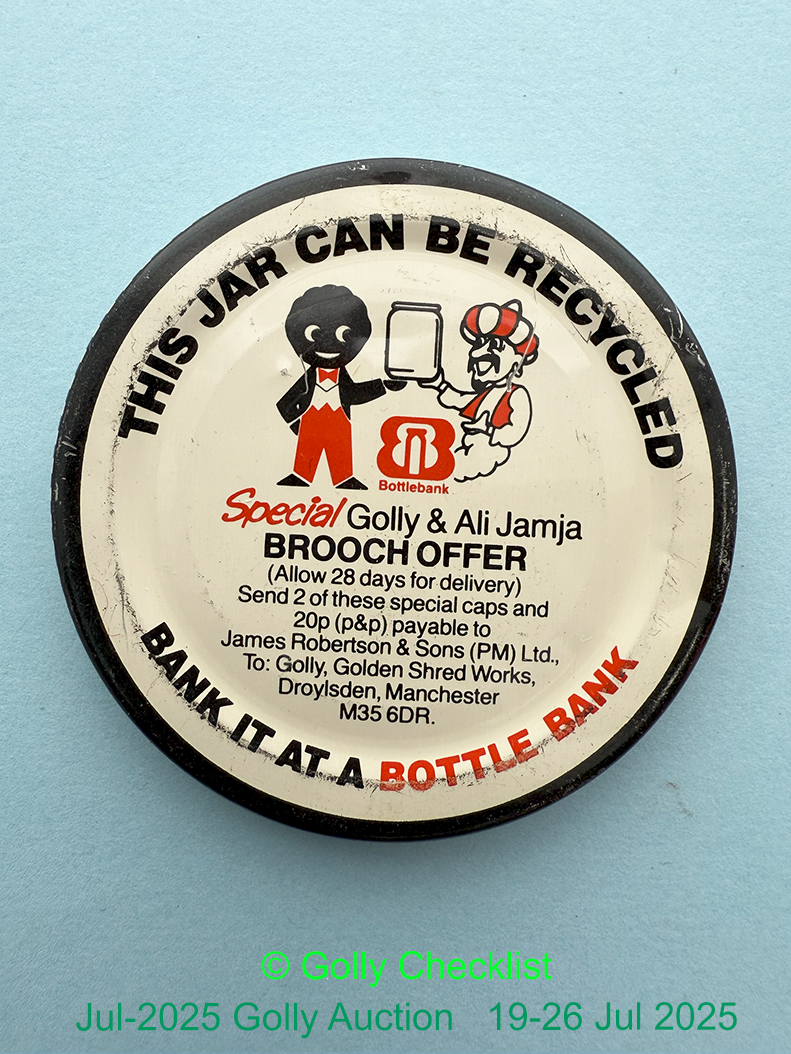 THIS JAR CAN BE RECYCLED
Bottlebank
Special Golly & Ali Jamja
BROOCH OFFER
(Allow 28 days for delivery)
Send 2 of these special caps and
20p (p&p) payable to
James Robertson & Sons (PM) Ltd.,
To: Golly, Golden Shred Works,
Droylsden, Manchester
M35 6DR.
BANK IT AT A BOTTLE BANK
© Golly Checklist
Jul-2025 Golly Auction 19-26 Jul 2025